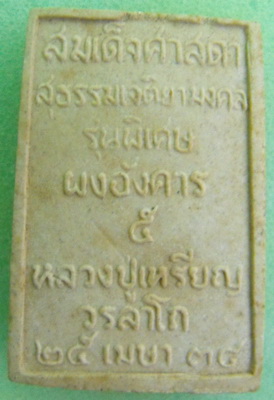 สมเด็จศาสดา
สุธรรมเจติยามงคล
รุ่นพิเศษ
ผงอังคาร
๕
หลวงปู่เหรียญ
วรลาโภ
๒๕ เมษา ๓๔